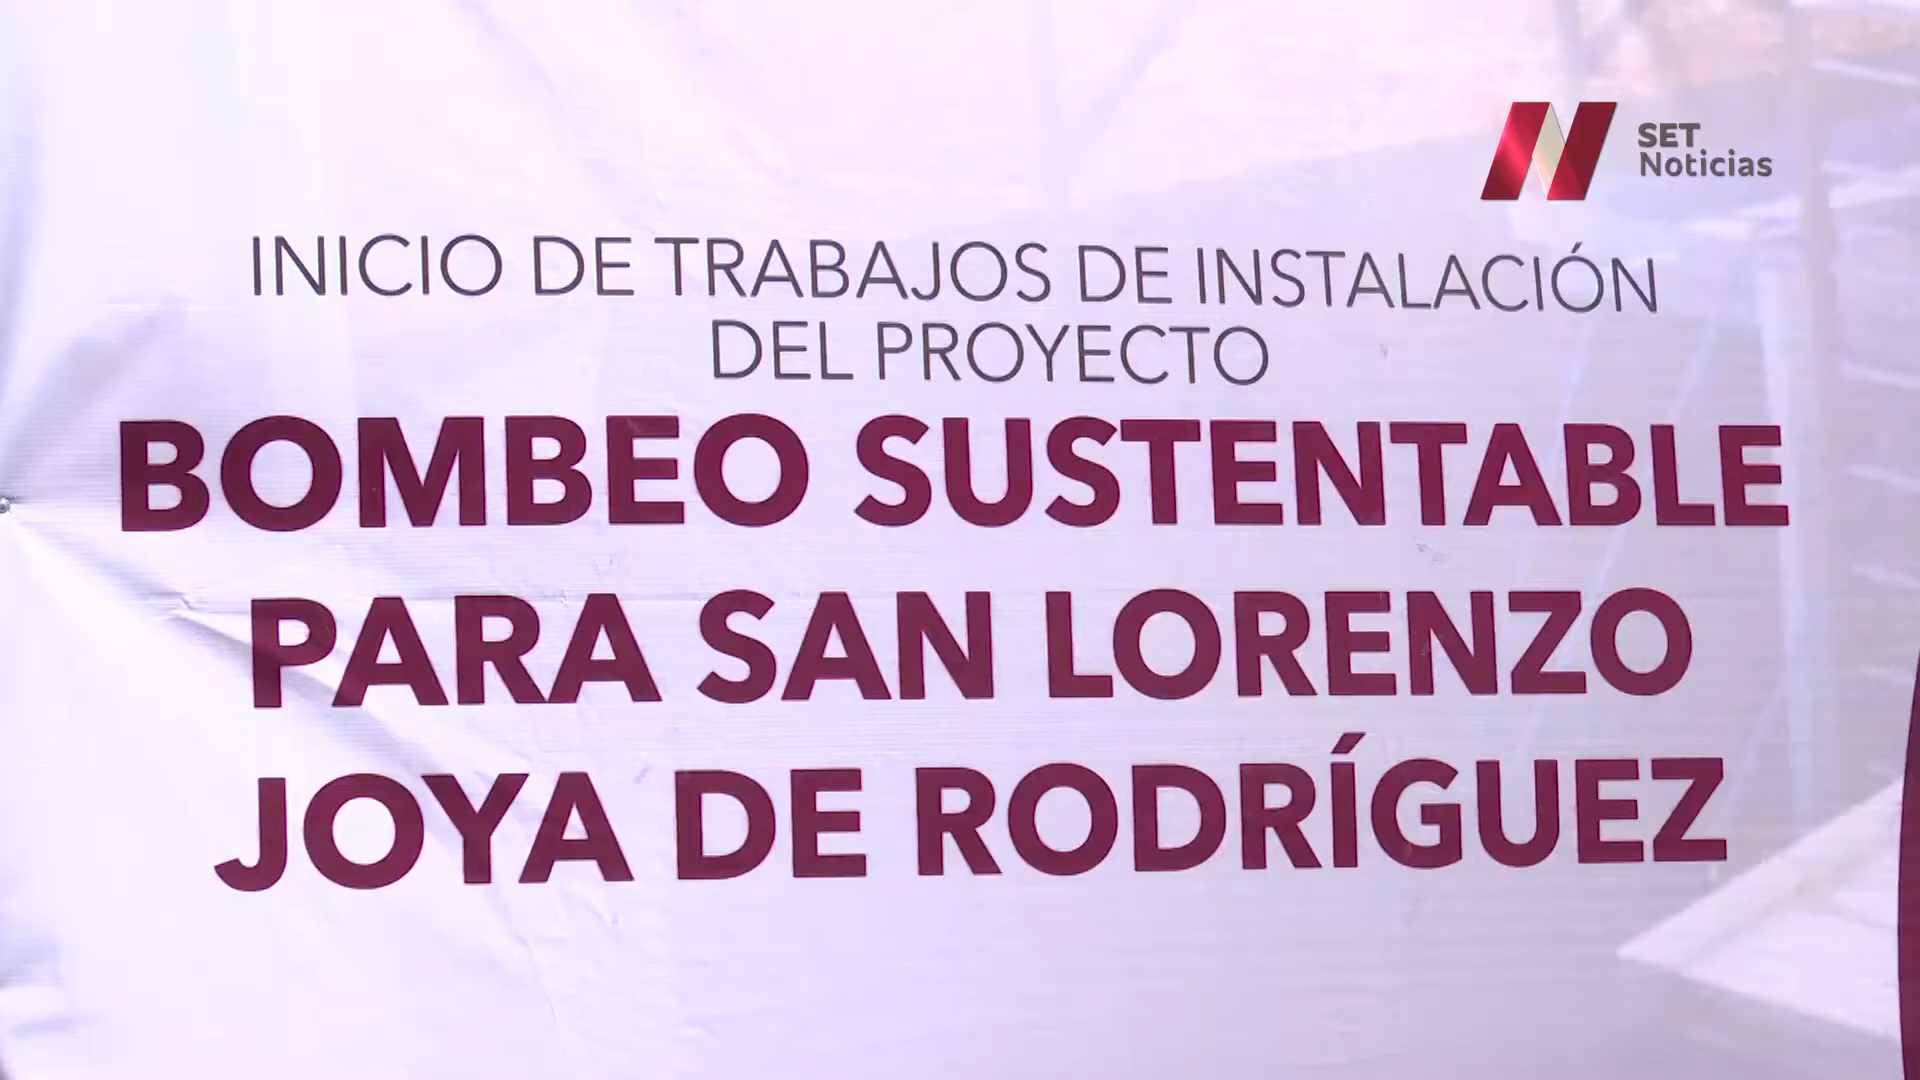 SET
Noticias
INICIO DE TRABAJOS DE INSTALACIÓN
DEL PROYECTO
BOMBEO SUSTENTABLE
PARA SAN LORENZO
JOYA DE RODRÍGUEZ